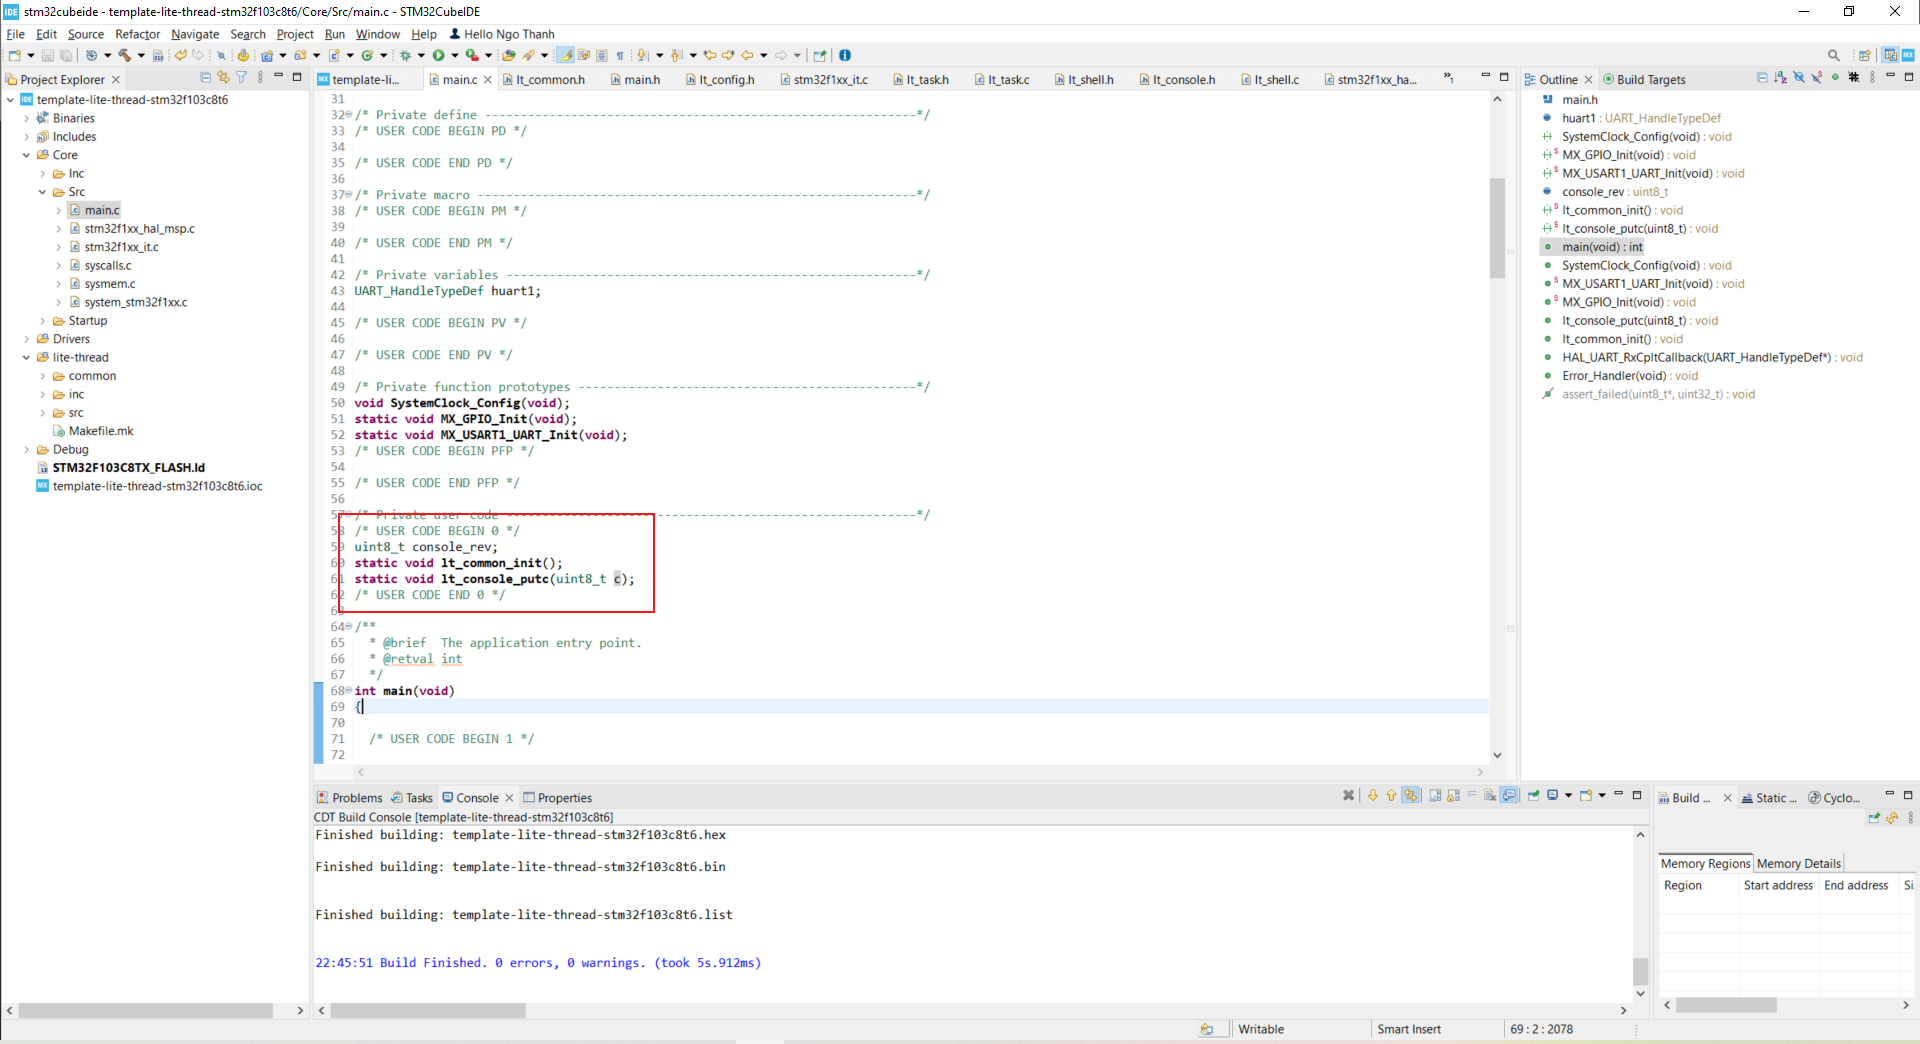 stm32cubeide - template-lite-thread-stm32f103c8t6/Core/Src/main.c - STM32CubeIDE
File Edit Source Refactor Navigate Search Project Run Window Help Hello Ngo Thanh
Project Explorer
template-lite-thread-stm32f103c8t6
Binaries
Includes
Core
Inc
Src
main.c
stm32f1xx_hal_msp.c
stm32f1xx_it.c
syscalls.c
sysmem.c
system_stm32f1xx.c
Startup
Drivers
lite-thread
common
inc
src
Makefile.mk
Debug
STM32F103C8TX_FLASH.ld
template-lite-thread-stm32f103c8t6.ioc
template-li... main.c lt_common.h main.h lt_config.h stm32f1xx_it.c lt_task.h lt_task.c lt_shell.h lt_console.h lt_shell.c stm32f1xx_ha...
31
32 /* Private define ------------------------------------------------------------*/
33 /* USER CODE BEGIN PD */
34
35 /* USER CODE END PD */
36
37 /* Private macro -------------------------------------------------------------*/
38 /* USER CODE BEGIN PM */
39
40 /* USER CODE END PM */
41
42 /* Private variables ---------------------------------------------------------*/
43 UART_HandleTypeDef huart1;
44
45 /* USER CODE BEGIN PV */
46
47 /* USER CODE END PV */
48
49 /* Private function prototypes -----------------------------------------------*/
50 void SystemClock_Config(void);
51 static void MX_GPIO_Init(void);
52 static void MX_USART1_UART_Init(void);
53 /* USER CODE BEGIN PFP */
54
55 /* USER CODE END PFP */
56
57 /* Private user code ---------------------------------------------------------*/
58 /* USER CODE BEGIN 0 */
59 uint8_t console_rev;
60 static void lt_common_init();
61 static void lt_console_putc(uint8_t c);
62 /* USER CODE END 0 */
63
64 /**
65 * @brief The application entry point.
66 * @retval int
67 */
68 int main(void)
69 {
70
71 /* USER CODE BEGIN 1 */
72
Outline Build Targets
main.h
huart1 : UART_HandleTypeDef
SystemClock_Config(void) : void
MX_GPIO_Init(void) : void
MX_USART1_UART_Init(void) : void
console_rev : uint8_t
lt_common_init() : void
lt_console_putc(uint8_t) : void
main(void) : int
SystemClock_Config(void) : void
MX_USART1_UART_Init(void) : void
MX_GPIO_Init(void) : void
lt_console_putc(uint8_t) : void
lt_common_init() : void
HAL_UART_RxCpltCallback(UART_HandleTypeDef*) : void
Error_Handler(void) : void
assert_failed(uint8_t*, uint32_t) : void
Problems Tasks Console Properties
CDT Build Console [template-lite-thread-stm32f103c8t6]
Finished building: template-lite-thread-stm32f103c8t6.hex
Finished building: template-lite-thread-stm32f103c8t6.bin
Finished building: template-lite-thread-stm32f103c8t6.list
22:45:51 Build Finished. 0 errors, 0 warnings. (took 5s.912ms)
Build ... Static ... Cyclo...
Memory Regions Memory Details
Region Start address End address Si
Writable Smart Insert 69 : 2 : 2078